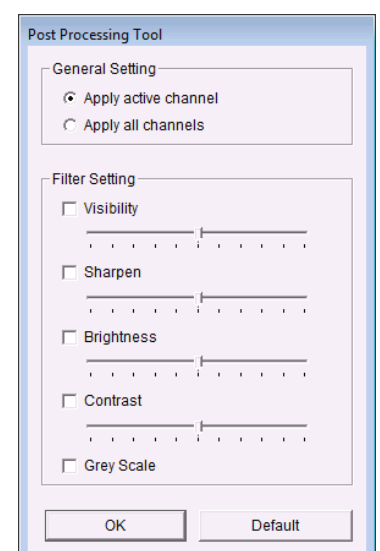 Post Processing Tool
General Setting
Apply active channel
Apply all channels
Filter Setting
Visibility
Sharpen
Brightness
Contrast
Grey Scale
OK Default